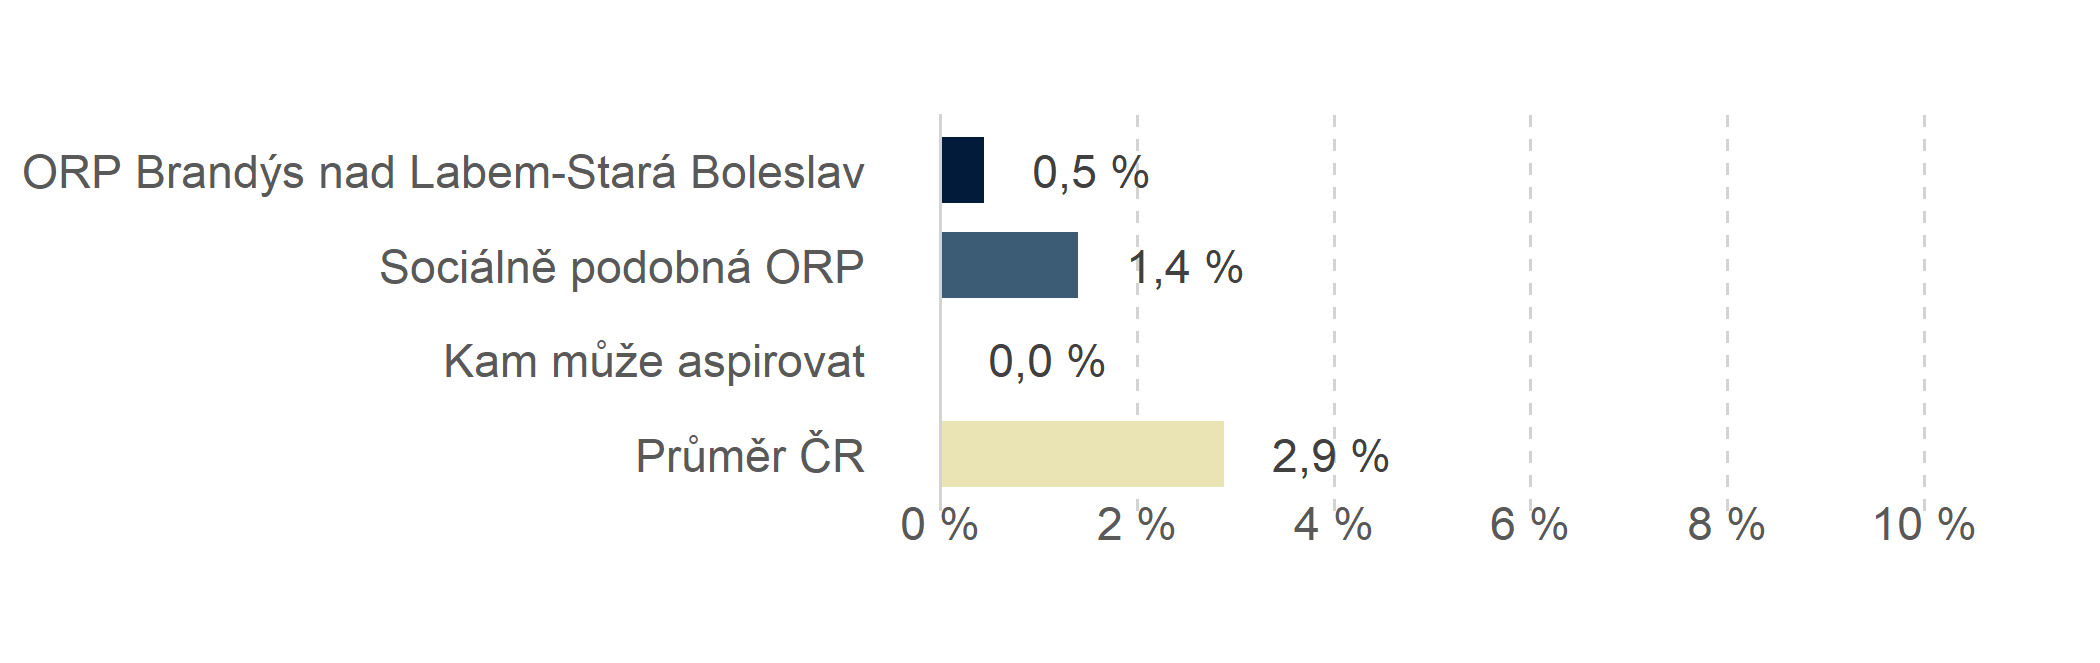 ORP Brandýs nad Labem-Stará Boleslav 0,5 %
Sociálně podobná ORP 1,4 %
Kam může aspirovat 0,0 %
Průměr ČR 2,9 %
0 % 2 % 4 % 6 % 8 % 10 %